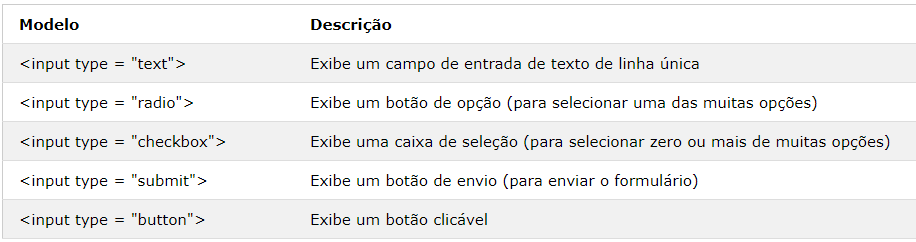 Modelo Descrição
<input type = "text"> Exibe um campo de entrada de texto de linha única
<input type = "radio"> Exibe um botão de opção (para selecionar uma das muitas opções)
<input type = "checkbox"> Exibe uma caixa de seleção (para selecionar zero ou mais de muitas opções)
<input type = "submit"> Exibe um botão de envio (para enviar o formulário)
<input type = "button"> Exibe um botão clicável